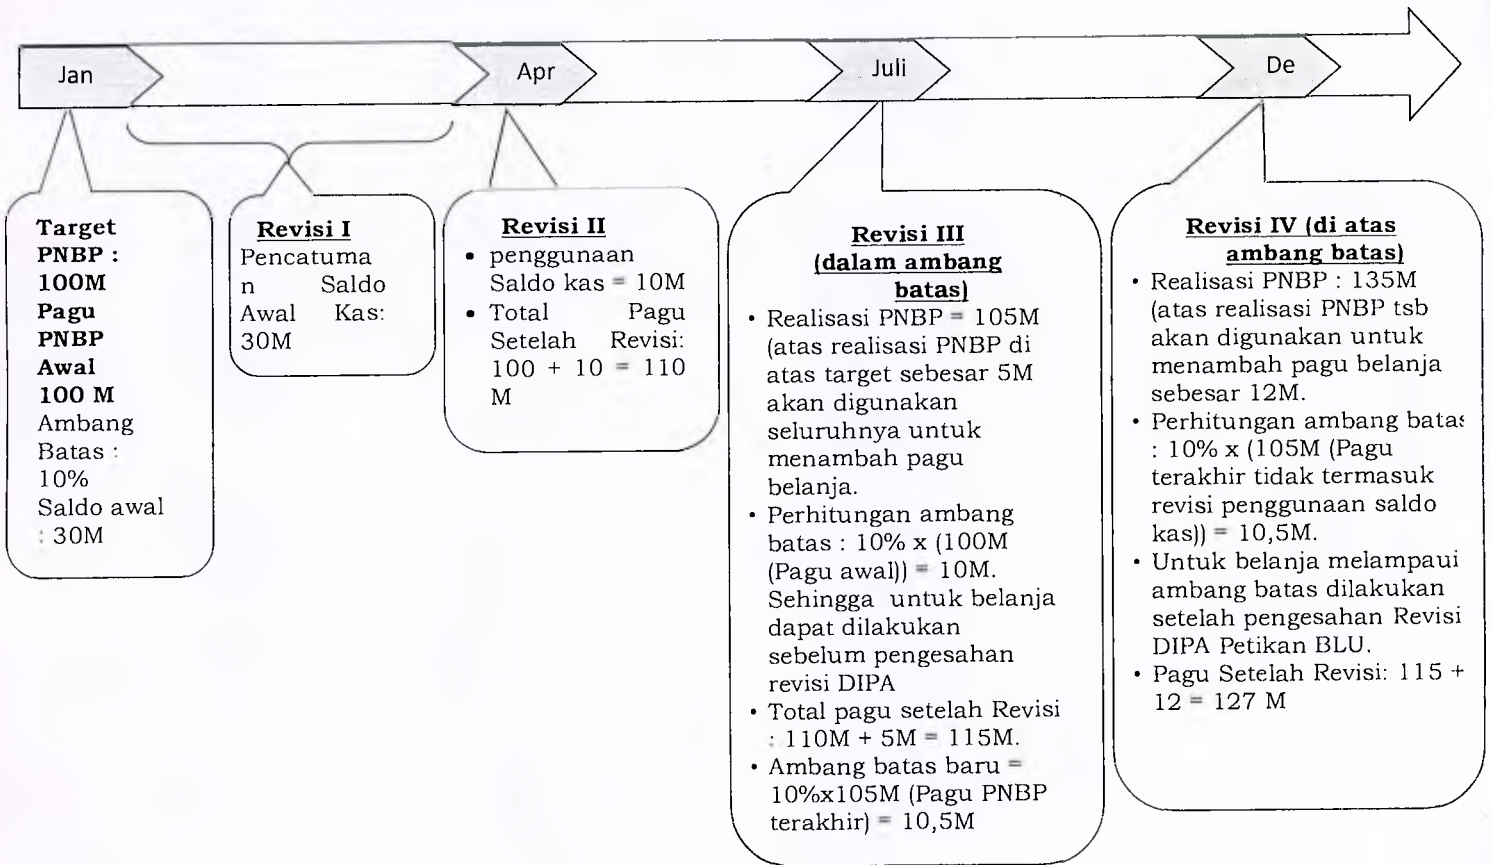 Jan
Apr
Juli
De
Target
PNBP :
100M
Pagu
PNBP
Awal
100 M
Ambang
Batas :
10%
Saldo awal
: 30M
Revisi I
Pencatuma
n Saldo
Awal Kas:
30M
Revisi II
• penggunaan
Saldo kas = 10M
• Total Pagu
Setelah Revisi:
100 + 10 = 110
M
Revisi III
(dalam ambang
batas)
• Realisasi PNBP = 105M
(atas realisasi PNBP di
atas target sebesar 5M
akan digunakan
seluruhnya untuk
menambah pagu
belanja.
• Perhitungan ambang
batas : 10% x (100M
(Pagu awal)) = 10M.
Sehingga untuk belanja
dapat dilakukan
sebelum pengesahan
revisi DIPA
• Total pagu setelah Revisi
: 110M + 5M = 115M.
• Ambang batas baru =
10%x105M (Pagu PNBP
terakhir) = 10,5M
Revisi IV (di atas
ambang batas)
• Realisasi PNBP : 135M
(atas realisasi PNBP tsb
akan digunakan untuk
menambah pagu belanja
sebesar 12M.
• Perhitungan ambang batas
: 10% x (105M (Pagu
terakhir tidak termasuk
revisi penggunaan saldo
kas)) = 10,5M.
• Untuk belanja melampaui
ambang batas dilakukan
setelah pengesahan Revisi
DIPA Petikan BLU.
• Pagu Setelah Revisi: 115 +
12 = 127 M